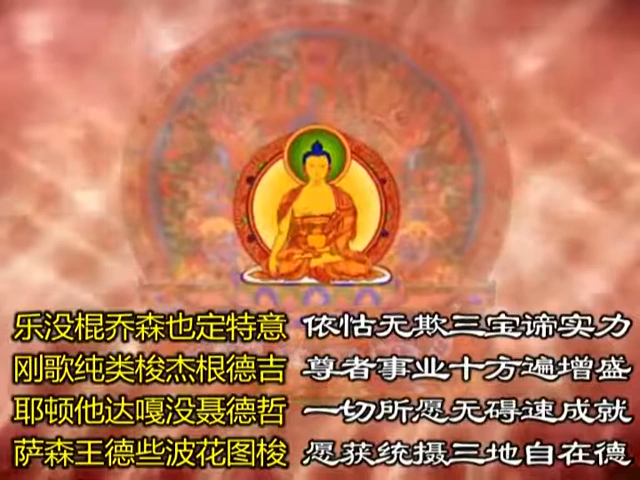 乐没棍乔森也定特意 依怙无欺三宝谛实力
刚歌纯类梭杰根德吉 尊者事业十方遍增盛
耶顿他达嘎没聂德哲 一切所愿无碍速成就
萨森王德些波花图梭 愿获统摄三地自在德